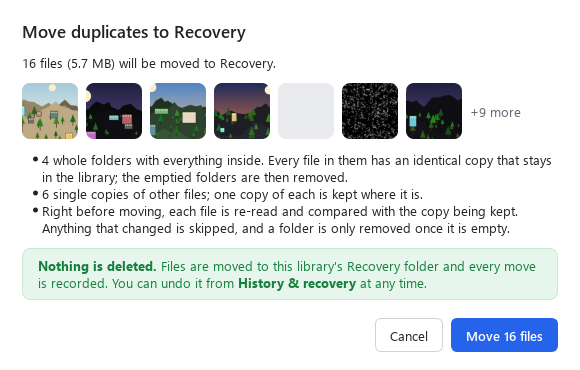 Move duplicates to Recovery
16 files (5.7 MB) will be moved to Recovery.
+9 more
• 4 whole folders with everything inside. Every file in them has an identical copy that stays
in the library; the emptied folders are then removed.
• 6 single copies of other files; one copy of each is kept where it is.
• Right before moving, each file is re-read and compared with the copy being kept.
Anything that changed is skipped, and a folder is only removed once it is empty.
Nothing is deleted. Files are moved to this library's Recovery folder and every move
is recorded. You can undo it from History & recovery at any time.
Cancel
Move 16 files